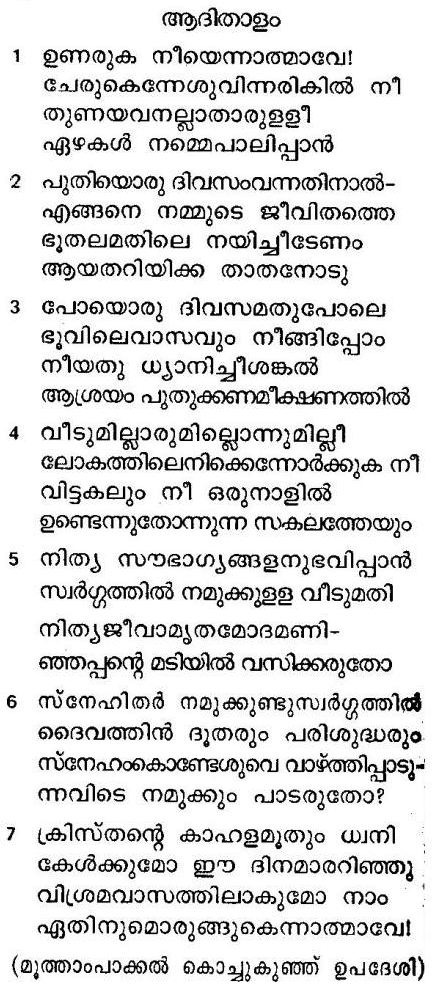 ആദിതാളം
1 ഉണരുക നീയെന്നാത്മാവേ!
ചേരുകെന്നേശുവിന്നരികിൽ നീ
തുണയവനല്ലാതാരുളളീ
ഏഴകൾ നമ്മെപാലിപ്പാൻ
2 പുതിയൊരു ദിവസംവന്നതിനാൽ-
എങ്ങനെ നമ്മുടെ ജീവിതത്തെ
ഭൂതലമതിലെ നയിച്ചീടേണം
ആയതറിയിക്ക താതനോടു
3 പോയൊരു ദിവസമതുപോലെ
ഭൂവിലെവാസവും നീങ്ങിപ്പോം
നീയതു ധ്യാനിച്ചീശങ്കൽ
ആശ്രയം പുതുക്കണമീക്ഷണത്തിൽ
4 വീടുമില്ലാരുമില്ലൊന്നുമില്ലീ
ലോകത്തിലെനിക്കെന്നോർക്കുക നീ
വിട്ടകലും നീ ഒരുനാളിൽ
ഉണ്ടെന്നുതോന്നുന്ന സകലത്തേയും
5 നിത്യ സൗഭാഗ്യങ്ങളനുഭവിപ്പാൻ
സ്വർഗ്ഗത്തിൽ നമുക്കുളള വീടുമതി
നിത്യജീവാമൃതമോദമണി-
ഞ്ഞപ്പന്റെ മടിയിൽ വസിക്കരുതോ
6 സ്നേഹിതർ നമുക്കുണ്ടുസ്വർഗ്ഗത്തിൽ
ദൈവത്തിൻ ദൂതരും പരിശുദ്ധരും
സ്നേഹംകൊണ്ടേശുവെ വാഴ്ത്തിപ്പാടൂ-
ന്നവിടെ നമുക്കും പാടരുതോ?
7 ക്രിസ്തന്റെ കാഹളമൂതും ധ്വനി
കേൾക്കുമോ ഈ ദിനമാരറിഞ്ഞൂ
വിശ്രമവാസത്തിലാകുമോ നാം
ഏതിനുമൊരുങ്ങുകെന്നാത്മാവേ!
(മൂത്താംപാക്കൽ കൊച്ചുകുഞ്ഞ് ഉപദേശി)